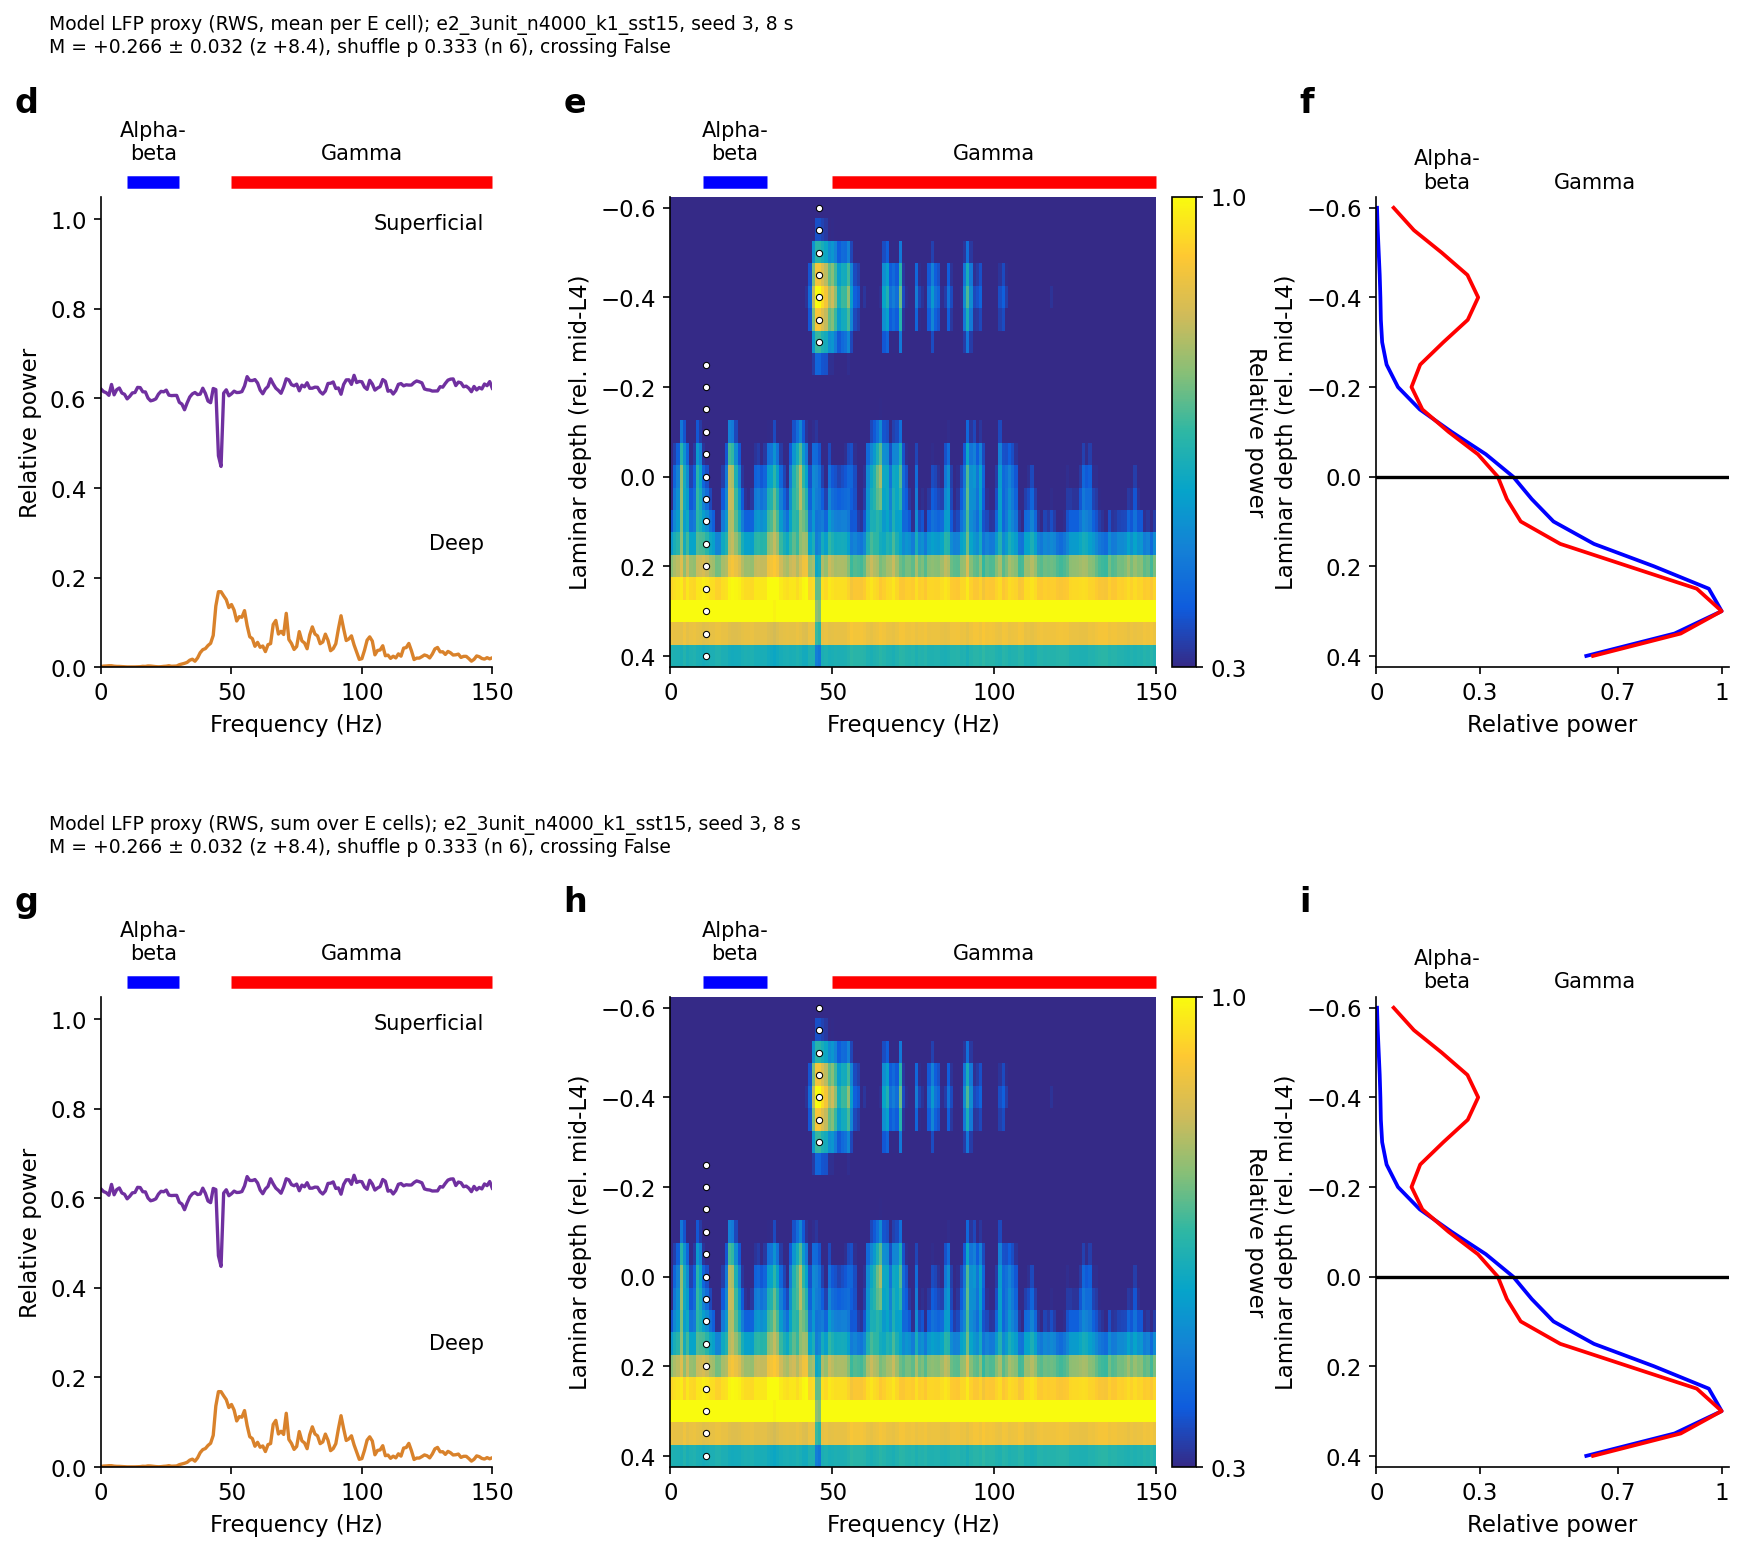 Model LFP proxy (RWS, mean per E cell); e2_3unit_n4000_k1_sst15, seed 3, 8 s
M = +0.266 ± 0.032 (z +8.4), shuffle p 0.333 (n 6), crossing False
d
Alpha-
beta
Gamma
Superficial
Deep
1.0
0.8
0.6
0.4
0.2
0.0
0
50
100
150
Relative power
Frequency (Hz)
e
Alpha-
beta
Gamma
−0.6
−0.4
−0.2
0.0
0.2
0.4
0
50
100
150
Laminar depth (rel. mid-L4)
Frequency (Hz)
1.0
0.3
Relative power
f
Alpha-
beta
Gamma
−0.6
−0.4
−0.2
0.0
0.2
0.4
0
0.3
0.7
1
Laminar depth (rel. mid-L4)
Relative power
Model LFP proxy (RWS, sum over E cells); e2_3unit_n4000_k1_sst15, seed 3, 8 s
M = +0.266 ± 0.032 (z +8.4), shuffle p 0.333 (n 6), crossing False
g
Alpha-
beta
Gamma
Superficial
Deep
1.0
0.8
0.6
0.4
0.2
0.0
0
50
100
150
Relative power
Frequency (Hz)
h
Alpha-
beta
Gamma
−0.6
−0.4
−0.2
0.0
0.2
0.4
0
50
100
150
Laminar depth (rel. mid-L4)
Frequency (Hz)
1.0
0.3
Relative power
i
Alpha-
beta
Gamma
−0.6
−0.4
−0.2
0.0
0.2
0.4
0
0.3
0.7
1
Laminar depth (rel. mid-L4)
Relative power